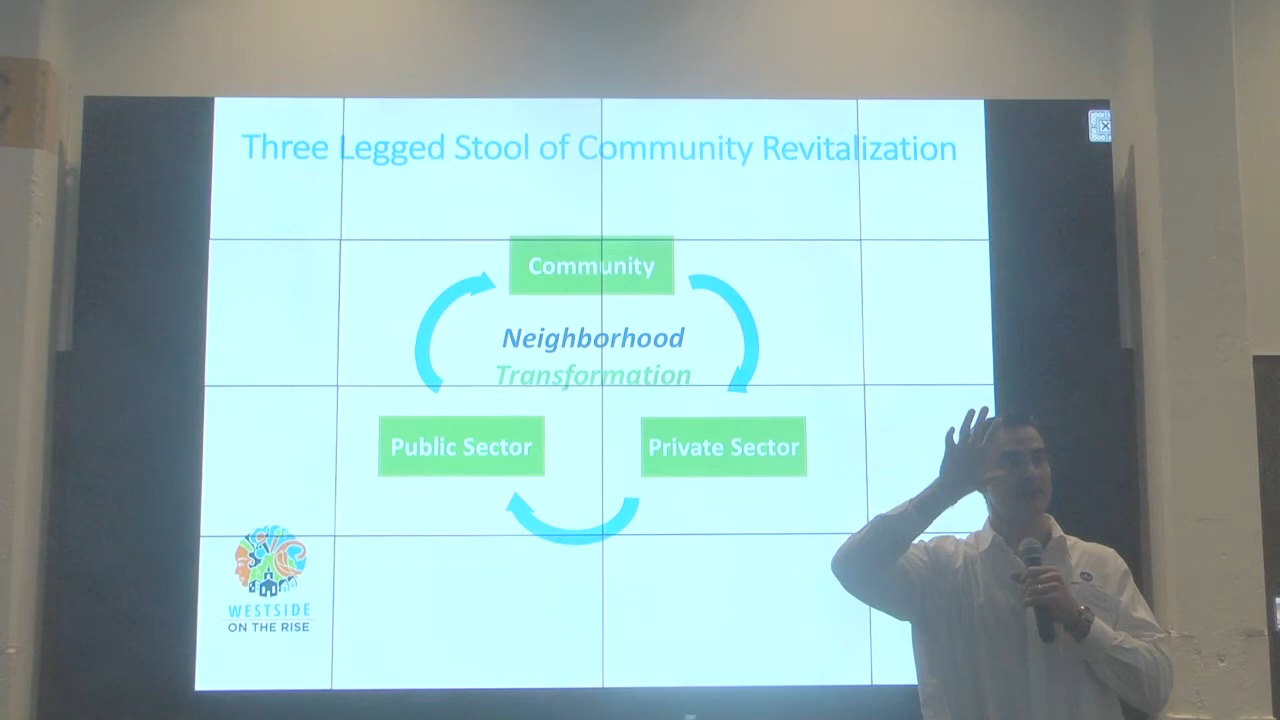 Three Legged Stool of Community Revitalization
Community
Neighborhood
Transformation
Public Sector
Private Sector
WESTSIDE
ON THE RISE